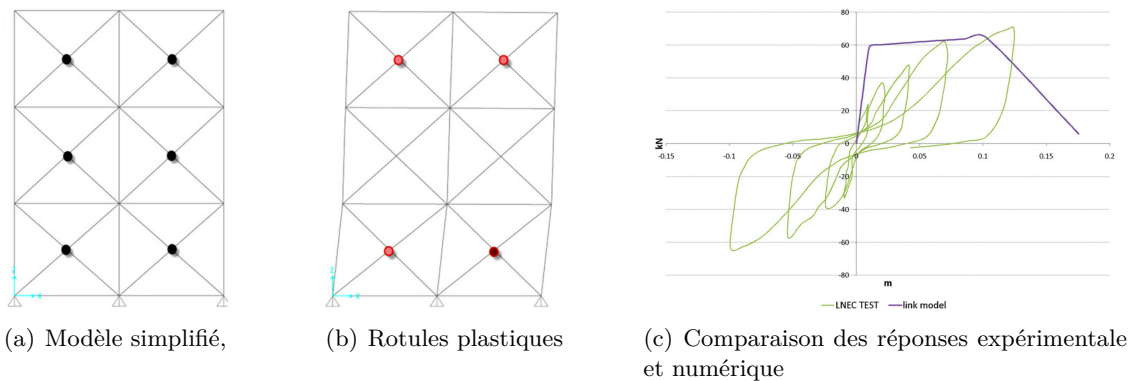 80
60
40
20
0
-20
-40
-60
-80
-0.15
-0.1
-0.05
0
0.05
0.1
0.15
0.2
kN
m
LNEC TEST
link model
(a) Modèle simplifié,
(b) Rotules plastiques
(c) Comparaison des réponses expérimentale
et numérique